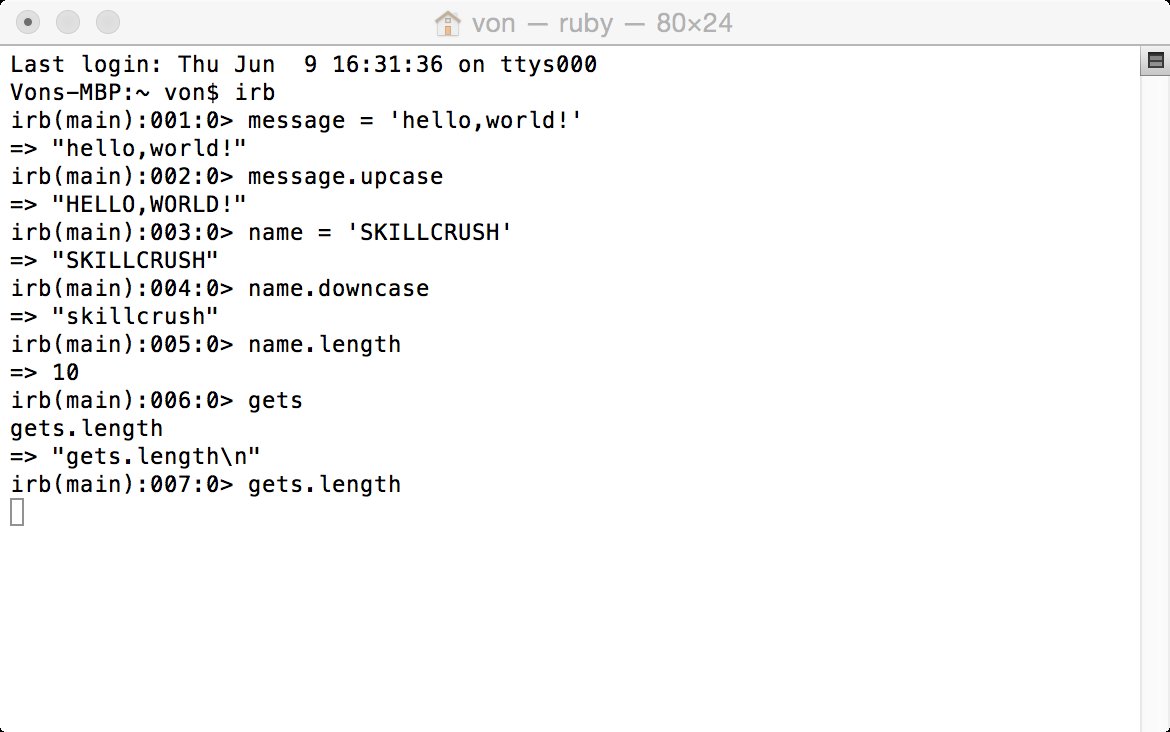 von — ruby — 80×24
Last login: Thu Jun  9 16:31:36 on ttys000
Vons-MBP:~ von$ irb
irb(main):001:0> message = 'hello,world!'
=> "hello,world!"
irb(main):002:0> message.upcase
=> "HELLO,WORLD!"
irb(main):003:0> name = 'SKILLCRUSH'
=> "SKILLCRUSH"
irb(main):004:0> name.downcase
=> "skillcrush"
irb(main):005:0> name.length
=> 10
irb(main):006:0> gets
gets.length
=> "gets.length\n"
irb(main):007:0> gets.length